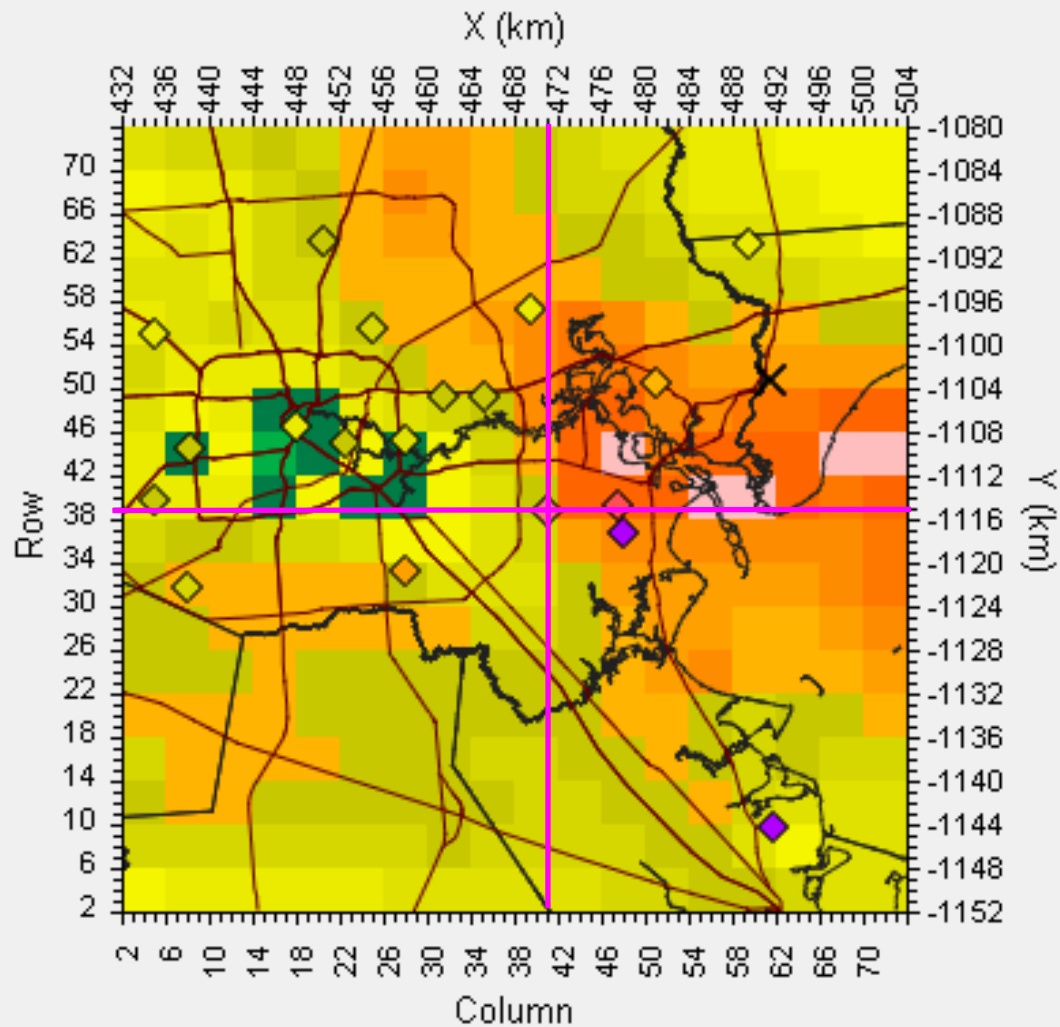 X (km)
432 436 440 444 448 452 456 460 464 468 472 476 480 484 488 492 496 500 504
70 66 62 58 54 50 46 42 38 34 30 26 22 18 14 10 6 2
Row
-1080 -1084 -1088 -1092 -1096 -1100 -1104 -1108 -1112 -1116 -1120 -1124 -1128 -1132 -1136 -1140 -1144 -1148 -1152
Y (km)
2 6 10 14 18 22 26 30 34 38 42 46 50 54 58 62 66 70
Column